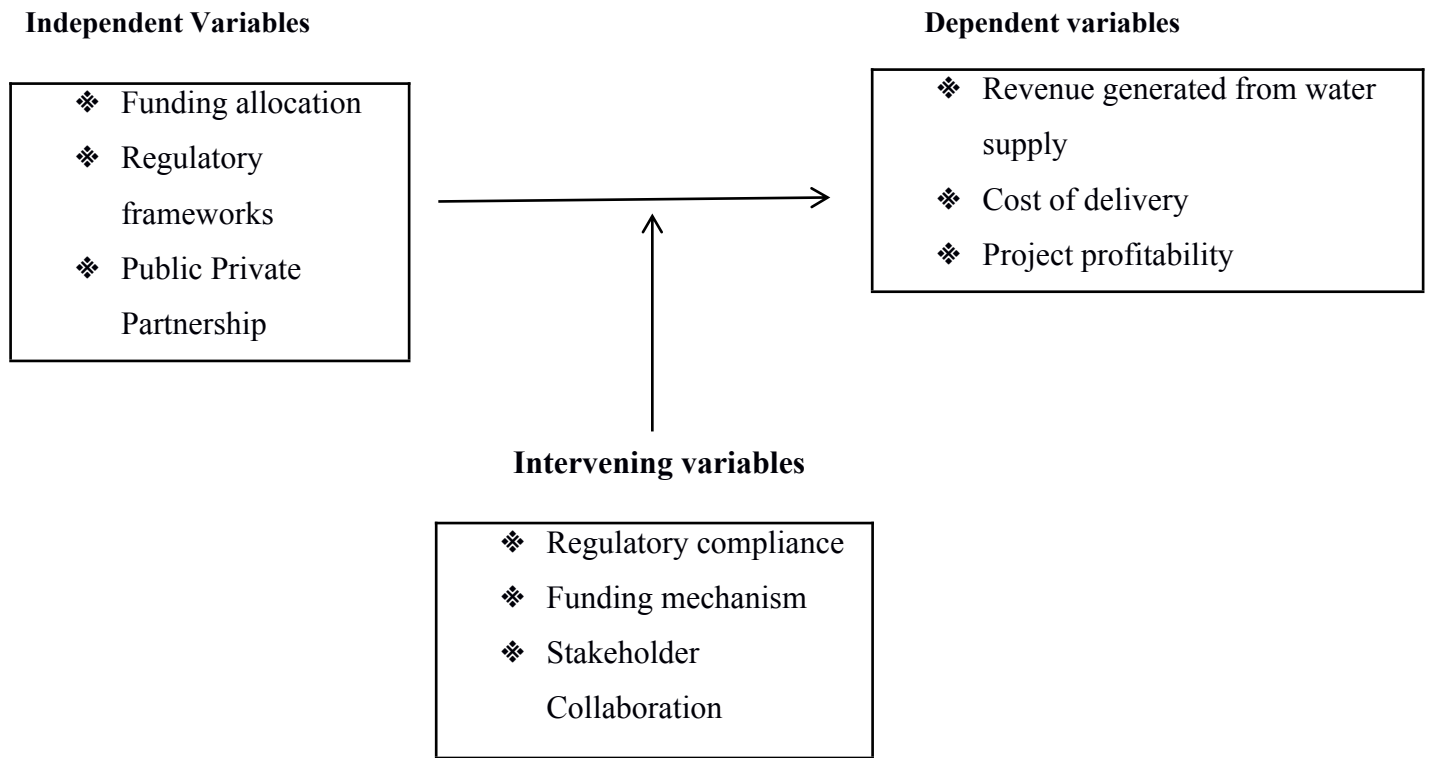 Independent Variables
❖ Funding allocation
❖ Regulatory
frameworks
❖ Public Private
Partnership
Dependent variables
❖ Revenue generated from water
supply
❖ Cost of delivery
❖ Project profitability
Intervening variables
❖ Regulatory compliance
❖ Funding mechanism
❖ Stakeholder
Collaboration